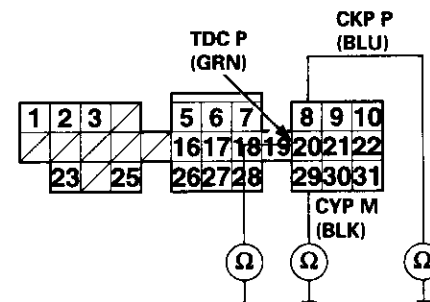 CKP P
(BLU)
TDC P
(GRN)
1 2 3 5 6 7 8 9 10
16 17 18 19 20 21 22
23 25 26 27 28 29 30 31
CYP M
(BLK)
Ω Ω Ω